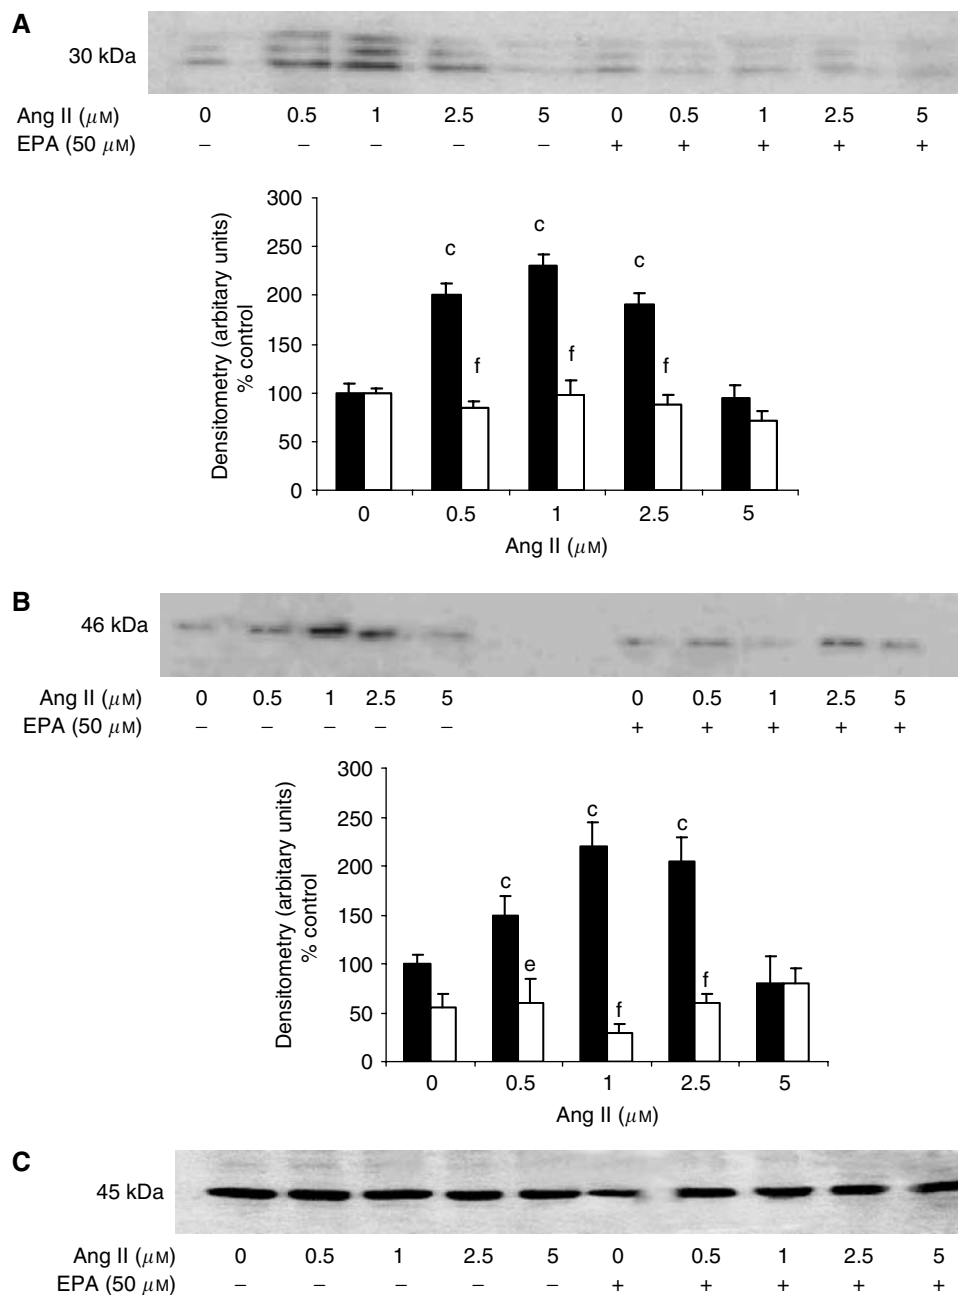 A
30 kDa
Ang II (μM) 0 0.5 1 2.5 5 0 0.5 1 2.5 5
EPA (50 μM) – – – – – + + + + +
Densitometry (arbitary units)
% control
300
250
200
150
100
50
0
c
c
c
f
f
f
0 0.5 1 2.5 5
Ang II (μM)
B
46 kDa
Ang II (μM) 0 0.5 1 2.5 5 0 0.5 1 2.5 5
EPA (50 μM) – – – – – + + + + +
Densitometry (arbitary units)
% control
300
250
200
150
100
50
0
c
c
c
e
f
f
0 0.5 1 2.5 5
Ang II (μM)
C
45 kDa
Ang II (μM) 0 0.5 1 2.5 5 0 0.5 1 2.5 5
EPA (50 μM) – – – – – + + + + +